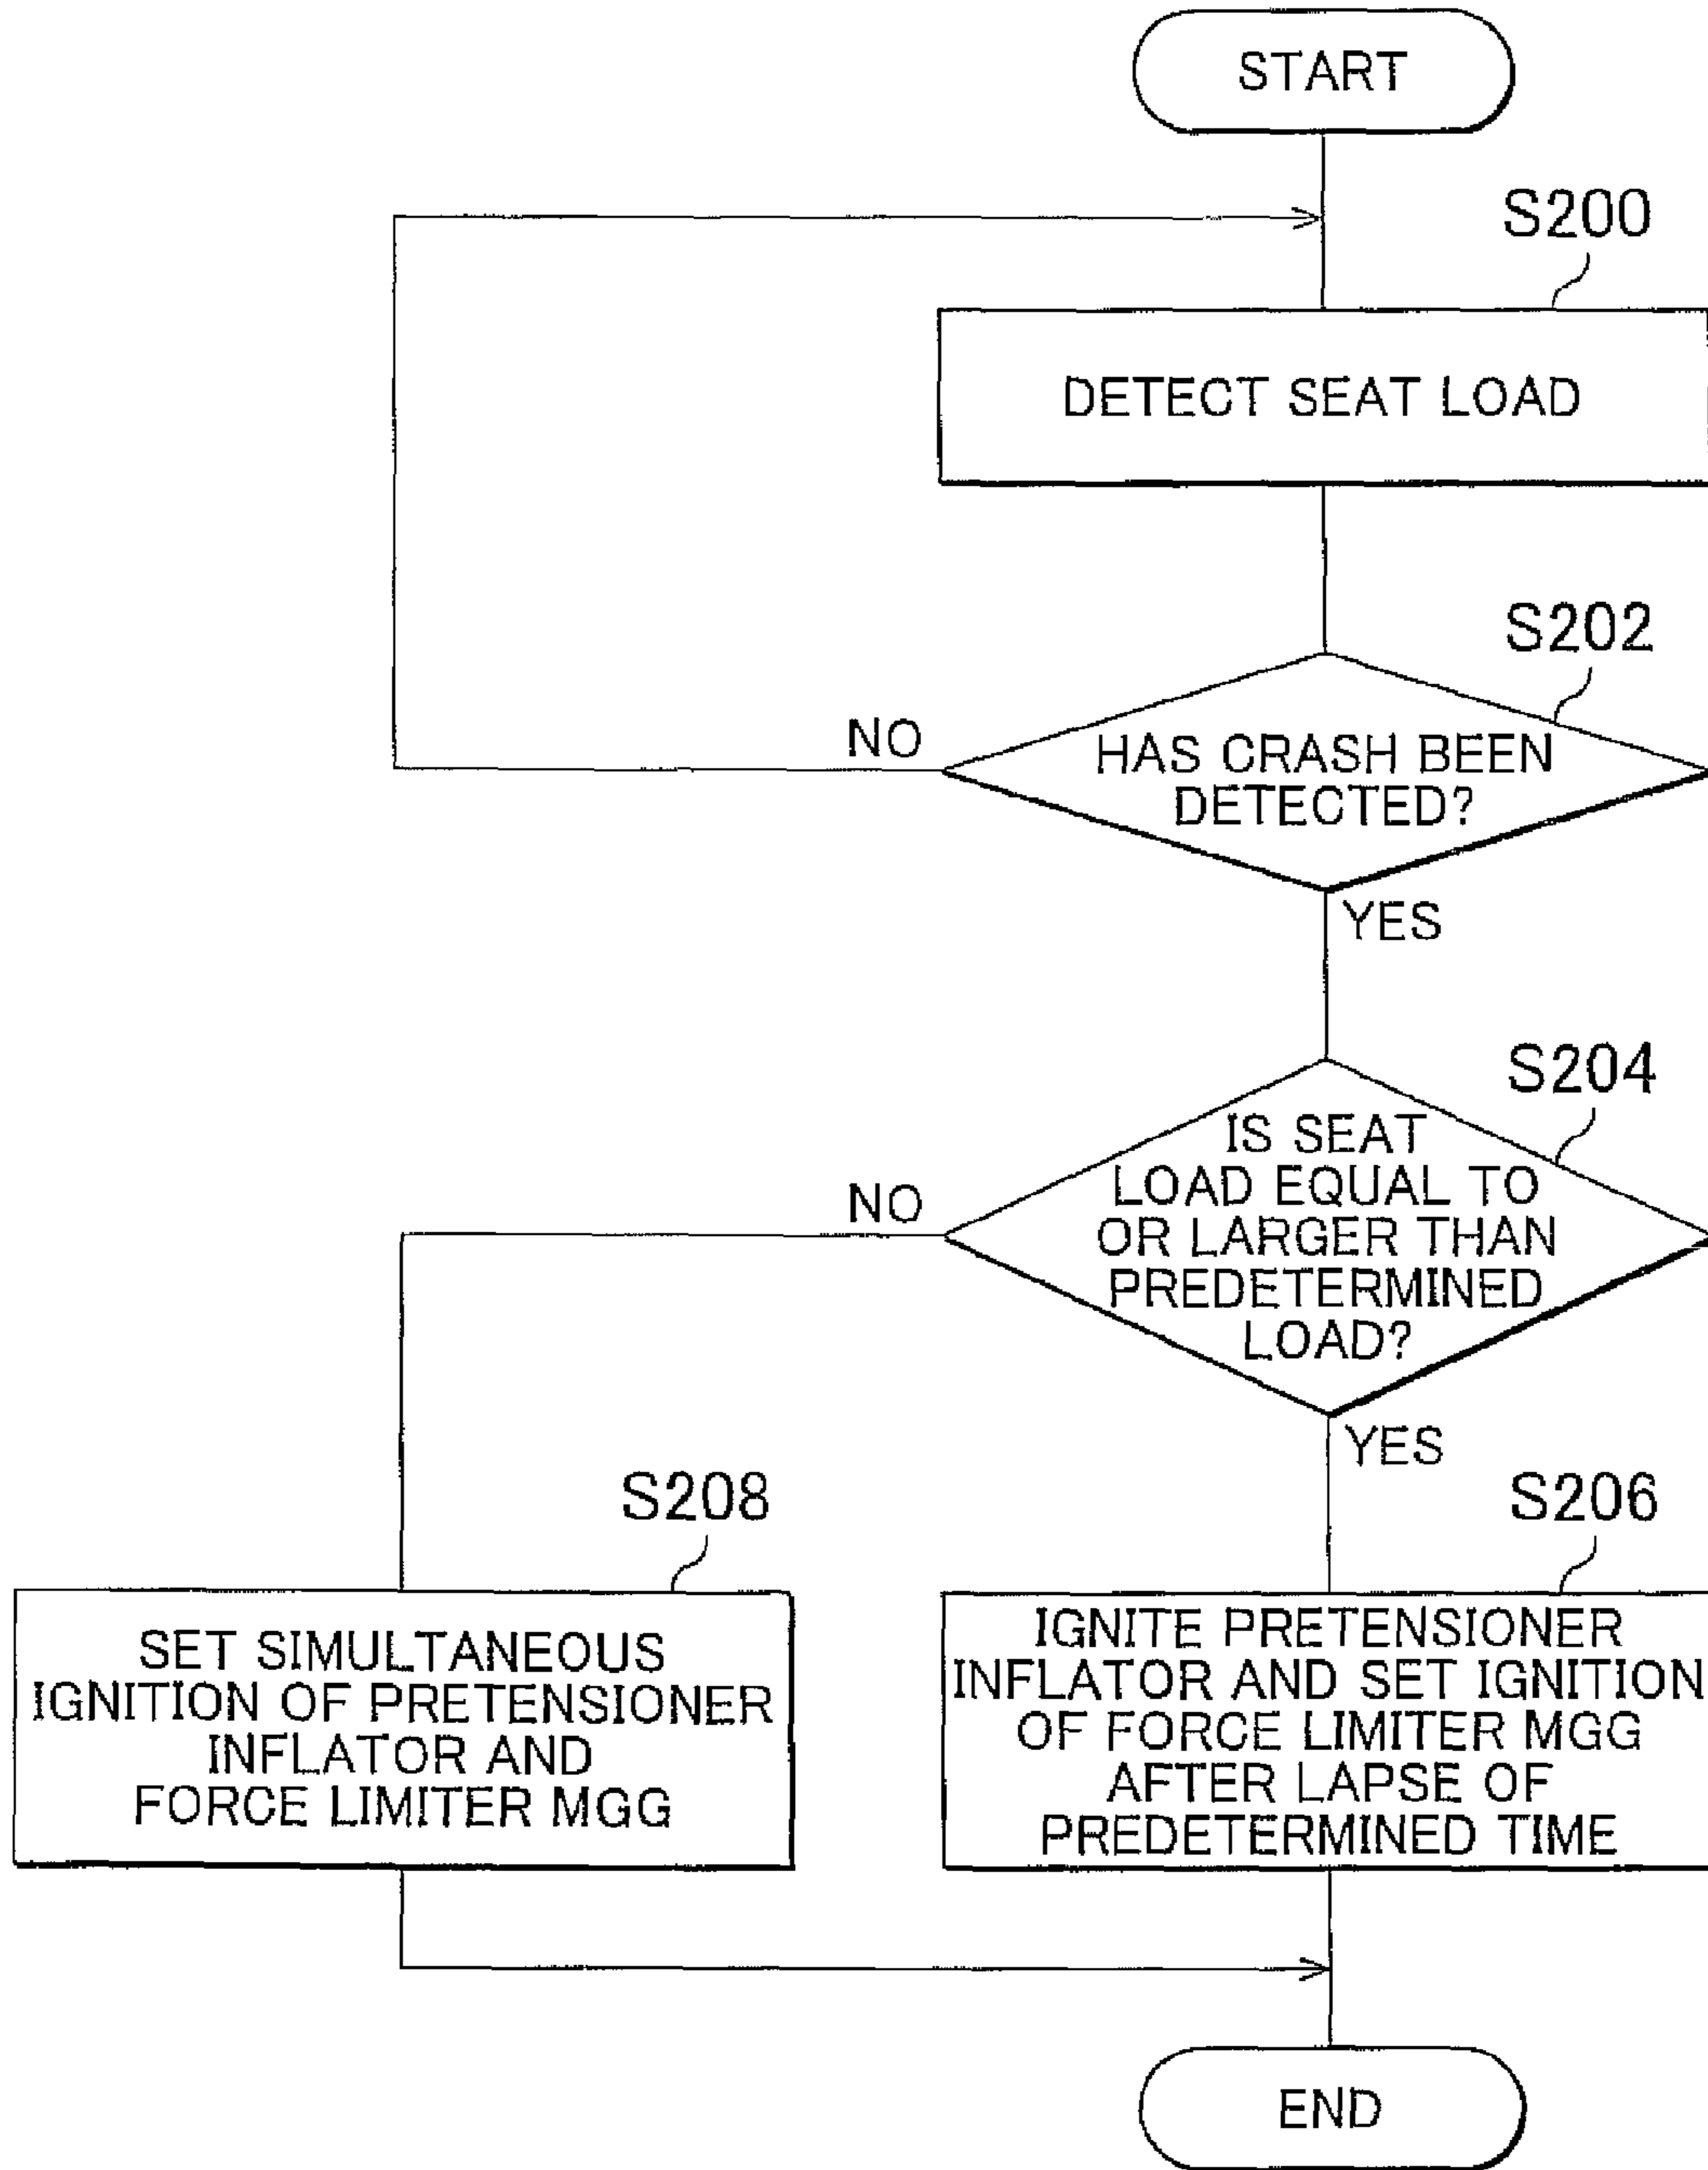 START
S200
DETECT SEAT LOAD
S202
NO
HAS CRASH BEEN
DETECTED?
YES
S204
NO
IS SEAT
LOAD EQUAL TO
OR LARGER THAN
PREDETERMINED
LOAD?
YES
S208
SET SIMULTANEOUS
IGNITION OF PRETENSIONER
INFLATOR AND
FORCE LIMITER MGG
S206
IGNITE PRETENSIONER
INFLATOR AND SET IGNITION
OF FORCE LIMITER MGG
AFTER LAPSE OF
PREDETERMINED TIME
END